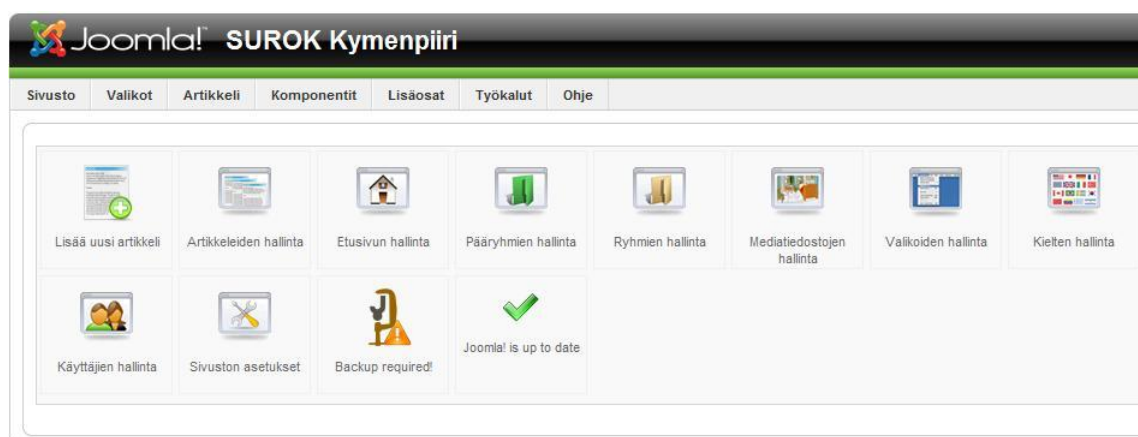 Joomla! SUROK Kymenpiiri
Sivusto Valikot Artikkeli Komponentit Lisäosat Työkalut Ohje
Lisää uusi artikkeli Artikkeleiden hallinta Etusivun hallinta Pääryhmien hallinta Ryhmien hallinta Mediatiedostojen hallinta Valikoiden hallinta Kielten hallinta
Käyttäjien hallinta Sivuston asetukset Backup required! Joomla! is up to date